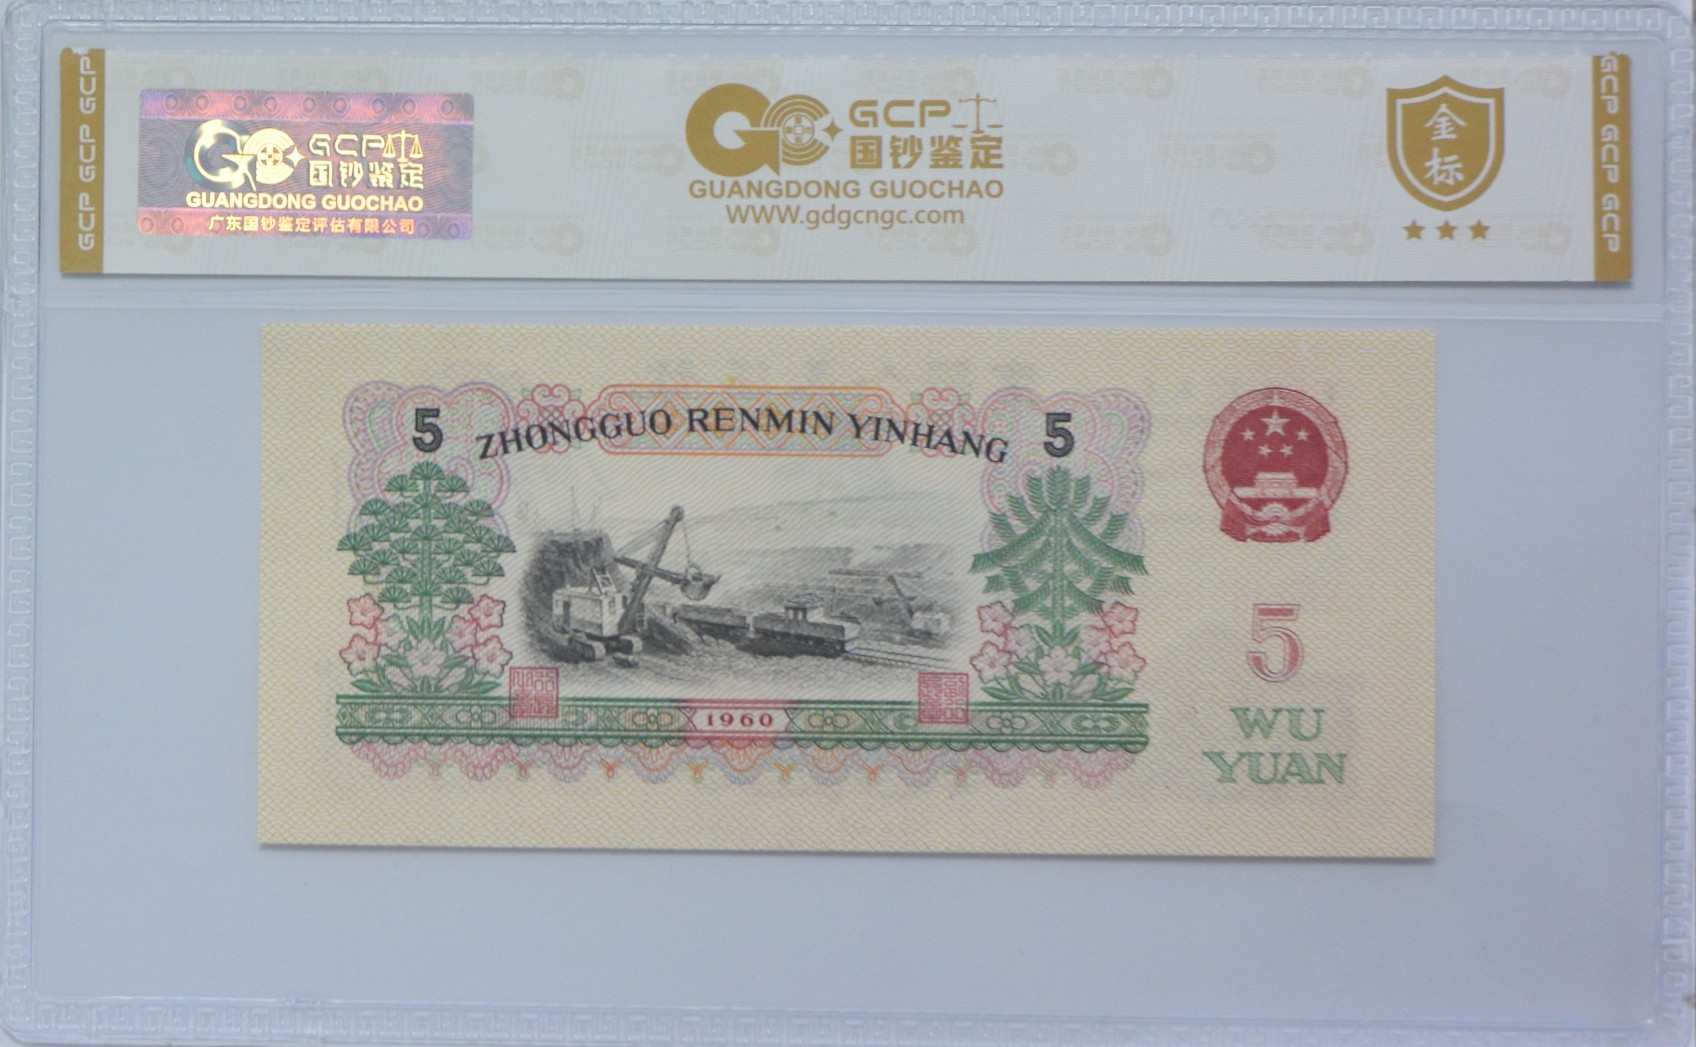 GCP GCP GCP
GCP
国钞鉴定
GUANGDONG GUOCHAO
广东国钞鉴定评估有限公司
GCP
国钞鉴定
GUANGDONG GUOCHAO
WWW.gdgcngc.com
金
标
GCP GCP GCP
5 ZHONGGUO RENMIN YINHANG 5
1960
5
WU
YUAN